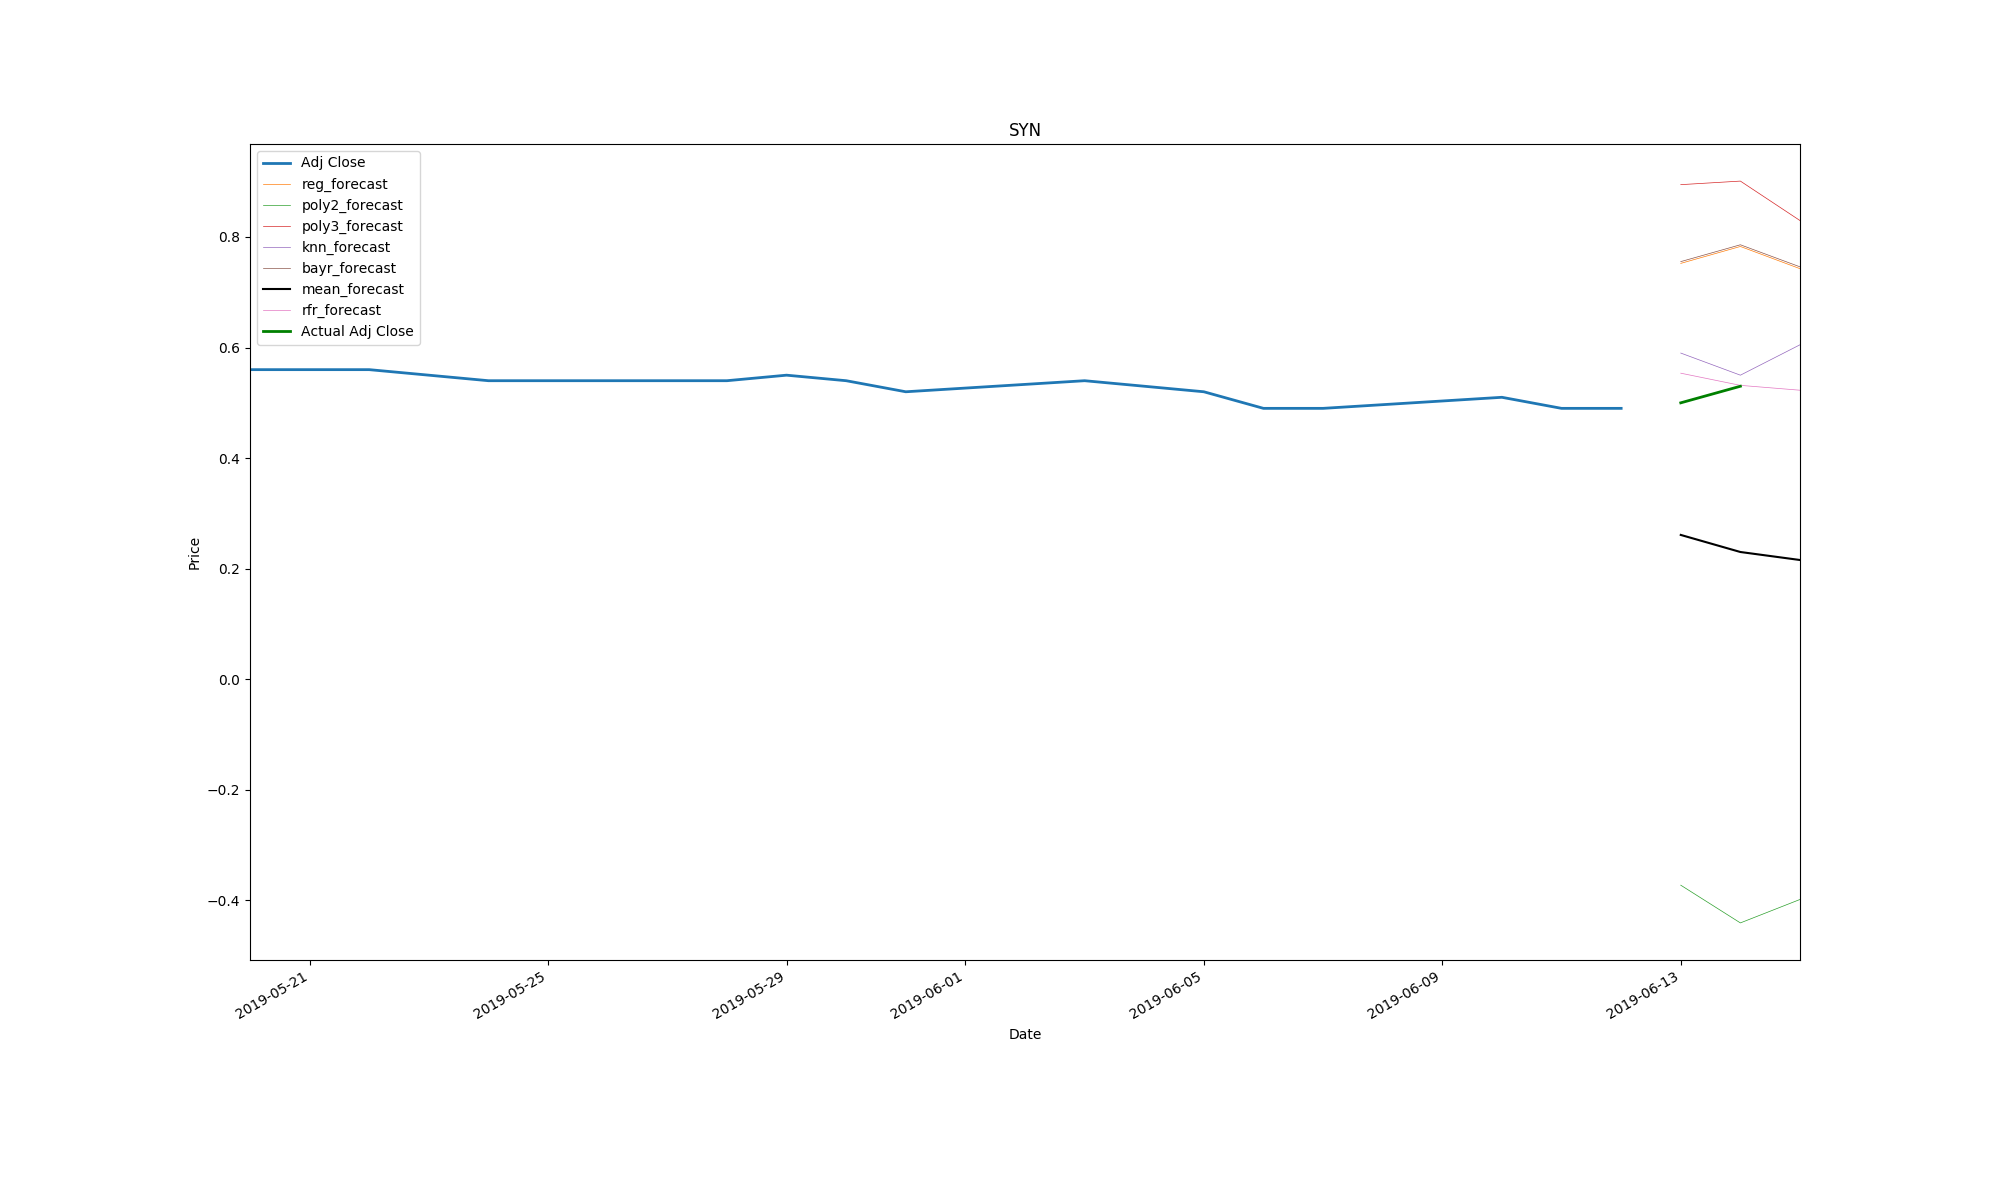 SYN
Adj Close
reg_forecast
poly2_forecast
poly3_forecast
knn_forecast
bayr_forecast
mean_forecast
rfr_forecast
Actual Adj Close
0.8
0.6
0.4
0.2
0.0
−0.2
−0.4
Price
2019-05-21
2019-05-25
2019-05-29
2019-06-01
2019-06-05
2019-06-09
2019-06-13
Date